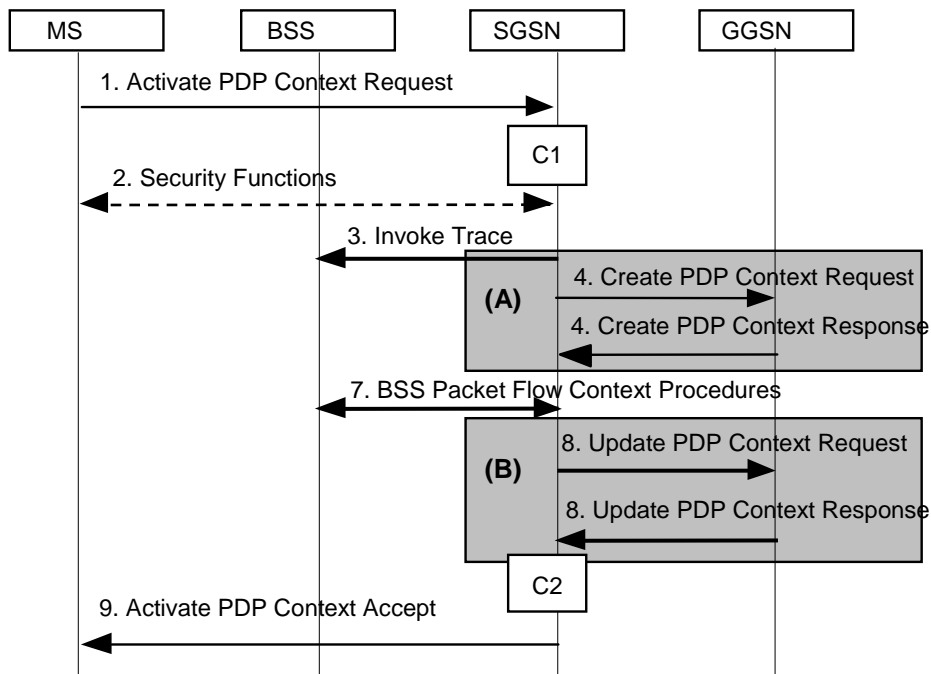 MS
BSS
SGSN
GGSN
1. Activate PDP Context Request
C1
2. Security Functions
3. Invoke Trace
(A)
4. Create PDP Context Request
4. Create PDP Context Response
7. BSS Packet Flow Context Procedures
(B)
8. Update PDP Context Request
8. Update PDP Context Response
C2
9. Activate PDP Context Accept